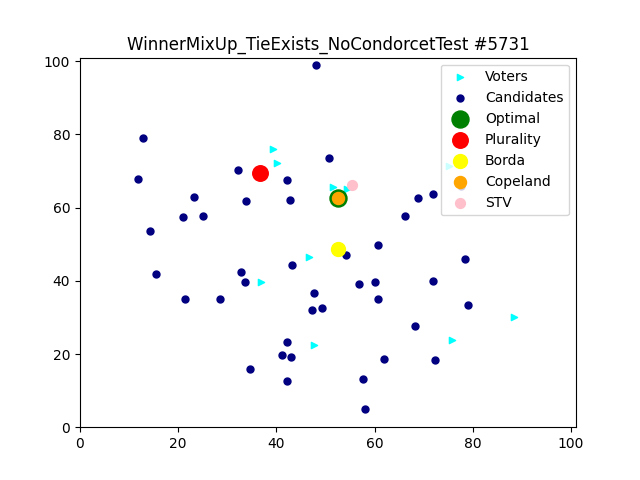 WinnerMixUp_TieExists_NoCondorcetTest #5731
Voters
Candidates
Optimal
Plurality
Borda
Copeland
STV
100
80
60
40
20
0
0 20 40 60 80 100